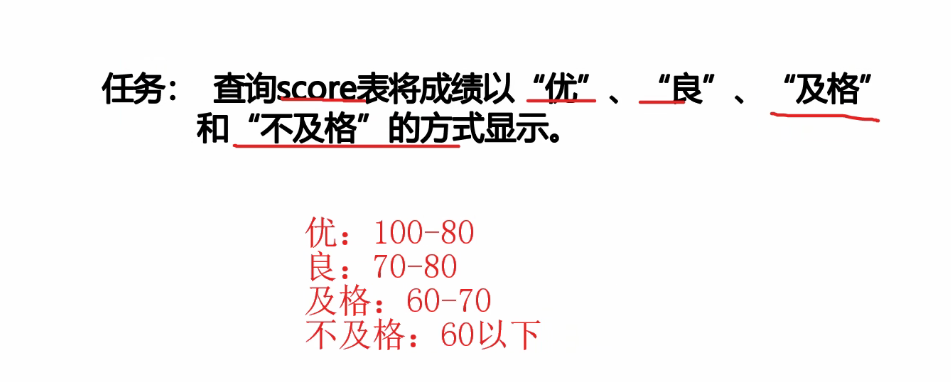 任务： 查询score表将成绩以“优”、“良”、“及格”
和“不及格”的方式显示。
优：100-80
良：70-80
及格：60-70
不及格：60以下